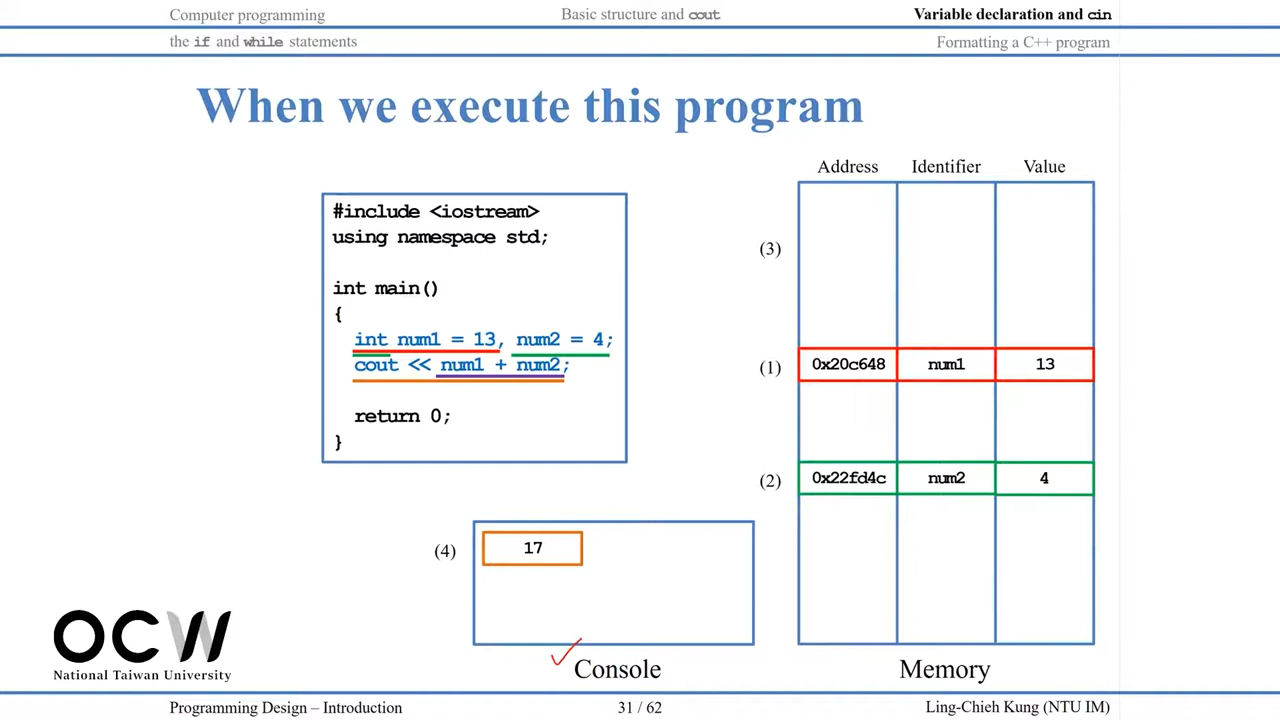 Computer programming
Basic structure and cout
Variable declaration and cin
the if and while statements
Formatting a C++ program
When we execute this program
#include <iostream>
using namespace std;
int main()
{
int num1 = 13, num2 = 4;
cout << num1 + num2;
return 0;
}
Address Identifier Value
(3)
(1) 0x20c648 num1 13
(2) 0x22fd4c num2 4
(4) 17
Console
Memory
OCW
National Taiwan University
Programming Design – Introduction
31 / 62
Ling-Chieh Kung (NTU IM)